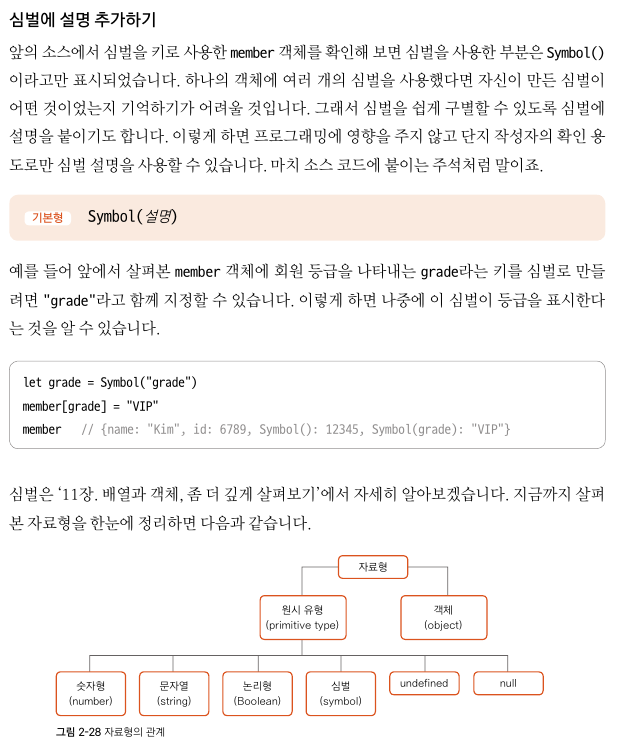 심벌에 설명 추가하기
앞의 소스에서 심벌을 키로 사용한 member 객체를 확인해 보면 심벌을 사용한 부분은 Symbol()
이라고만 표시되었습니다. 하나의 객체에 여러 개의 심벌을 사용했다면 자신이 만든 심벌이
어떤 것이었는지 기억하기가 어려울 것입니다. 그래서 심벌을 쉽게 구별할 수 있도록 심벌에
설명을 붙이기도 합니다. 이렇게 하면 프로그래밍에 영향을 주지 않고 단지 작성자의 확인 용
도로만 심벌 설명을 사용할 수 있습니다. 마치 소스 코드에 붙이는 주석처럼 말이죠.
기본형 Symbol(설명)
예를 들어 앞에서 살펴본 member 객체에 회원 등급을 나타내는 grade라는 키를 심벌로 만들
려면 "grade"라고 함께 지정할 수 있습니다. 이렇게 하면 나중에 이 심벌이 등급을 표시한다
는 것을 알 수 있습니다.
let grade = Symbol("grade")
member[grade] = "VIP"
member // {name: "Kim", id: 6789, Symbol(): 12345, Symbol(grade): "VIP"}
심벌은 ‘11장. 배열과 객체, 좀 더 깊게 살펴보기’에서 자세히 알아보겠습니다. 지금까지 살펴
본 자료형을 한눈에 정리하면 다음과 같습니다.
자료형
원시 유형
(primitive type)
객체
(object)
숫자형
(number)
문자열
(string)
논리형
(Boolean)
심벌
(symbol)
undefined
null
그림 2-28 자료형의 관계